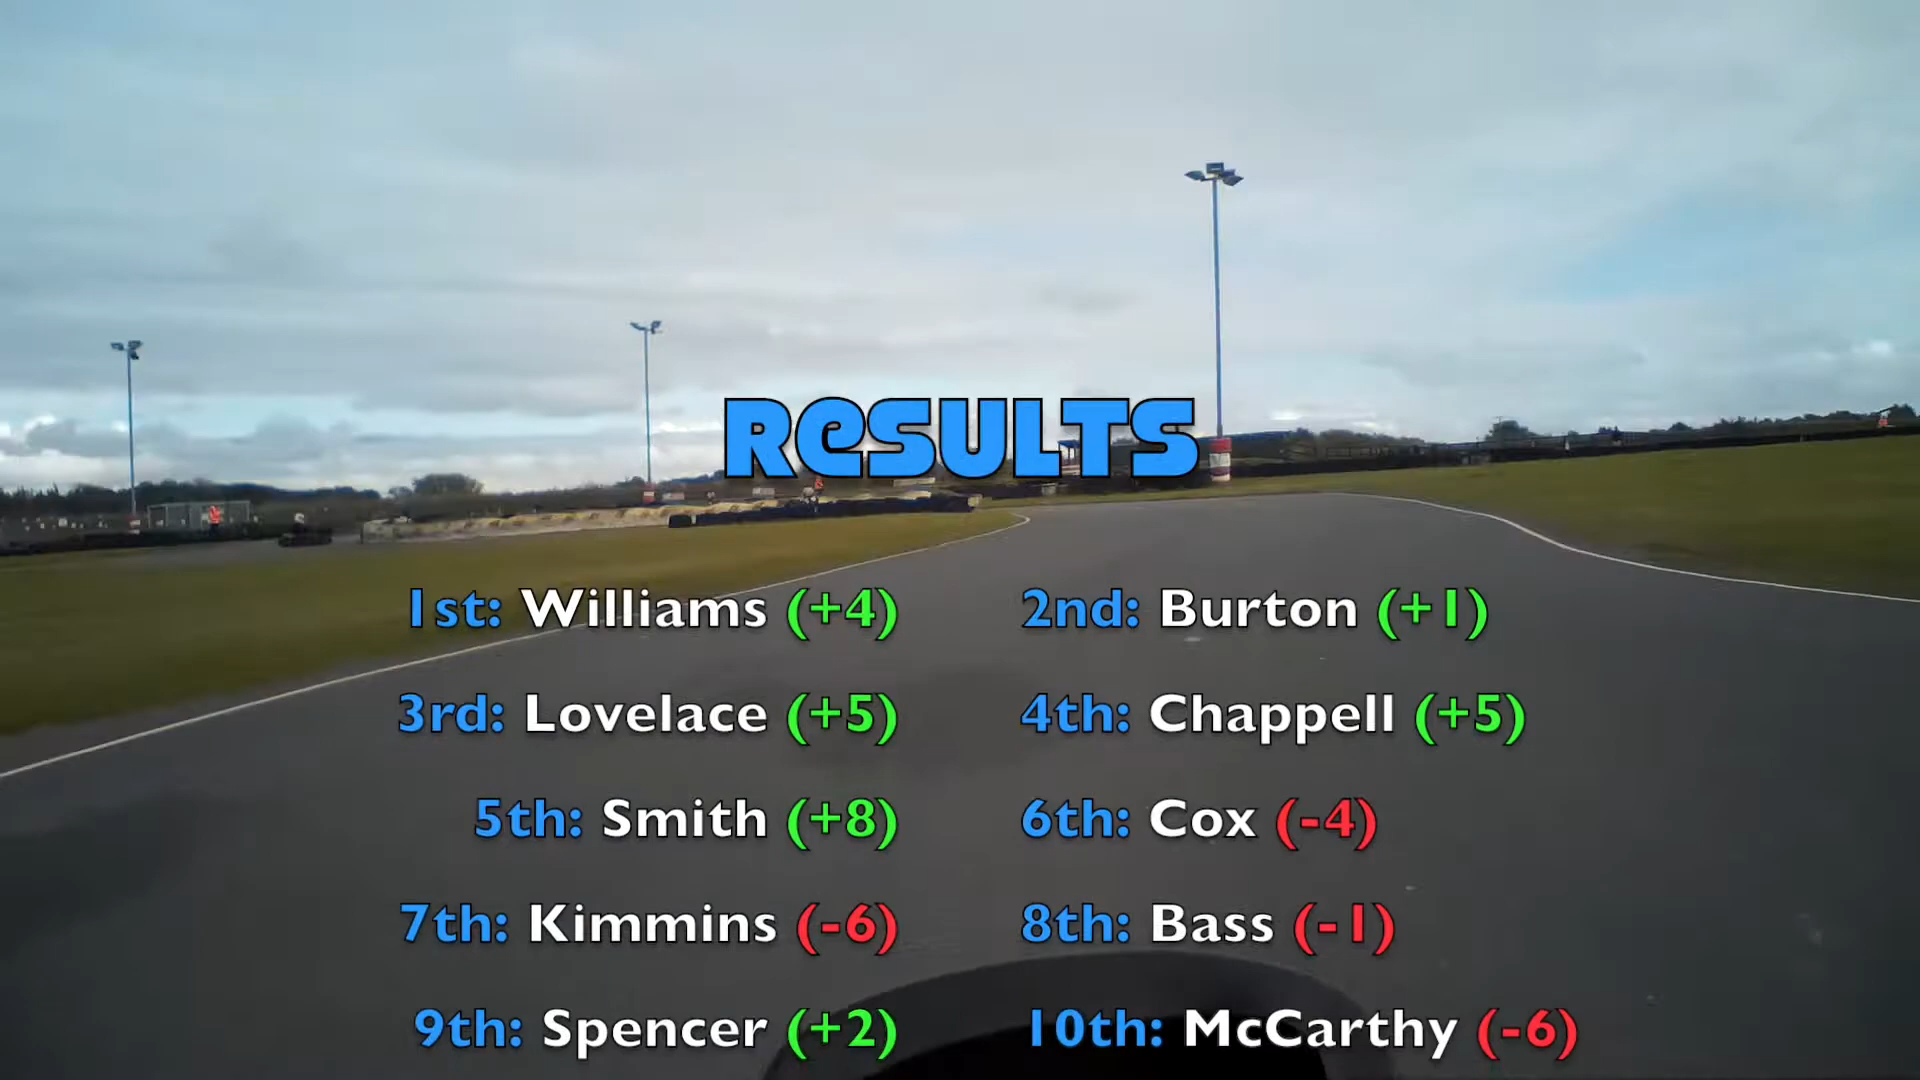 RESULTS
1st: Williams (+4) 2nd: Burton (+1)
3rd: Lovelace (+5) 4th: Chappell (+5)
5th: Smith (+8) 6th: Cox (-4)
7th: Kimmins (-6) 8th: Bass (-1)
9th: Spencer (+2) 10th: McCarthy (-6)